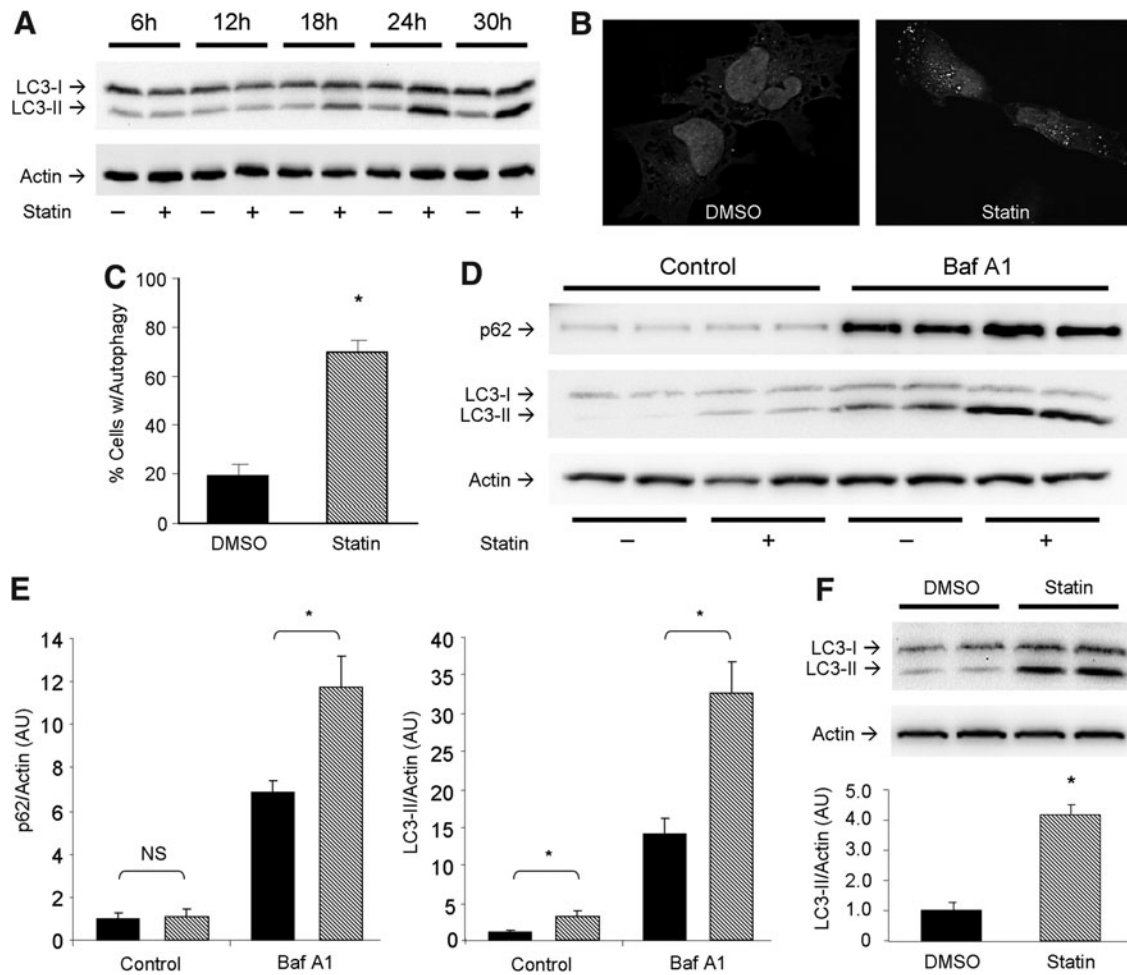 A
6h 12h 18h 24h 30h
LC3-I →
LC3-II →
Actin →
Statin − + − + − + − + − +
B
DMSO
Statin
C
% Cells w/Autophagy
100
80
60
40
20
0
*
DMSO Statin
D
Control Baf A1
p62 →
LC3-I →
LC3-II →
Actin →
Statin − + − +
E
p62/Actin (AU)
14
12
10
8
6
4
2
0
NS
*
Control Baf A1
LC3-II/Actin (AU)
40
35
30
25
20
15
10
5
0
*
*
Control Baf A1
F
DMSO Statin
LC3-I →
LC3-II →
Actin →
LC3-II/Actin (AU)
5.0
4.0
3.0
2.0
1.0
0
*
DMSO Statin